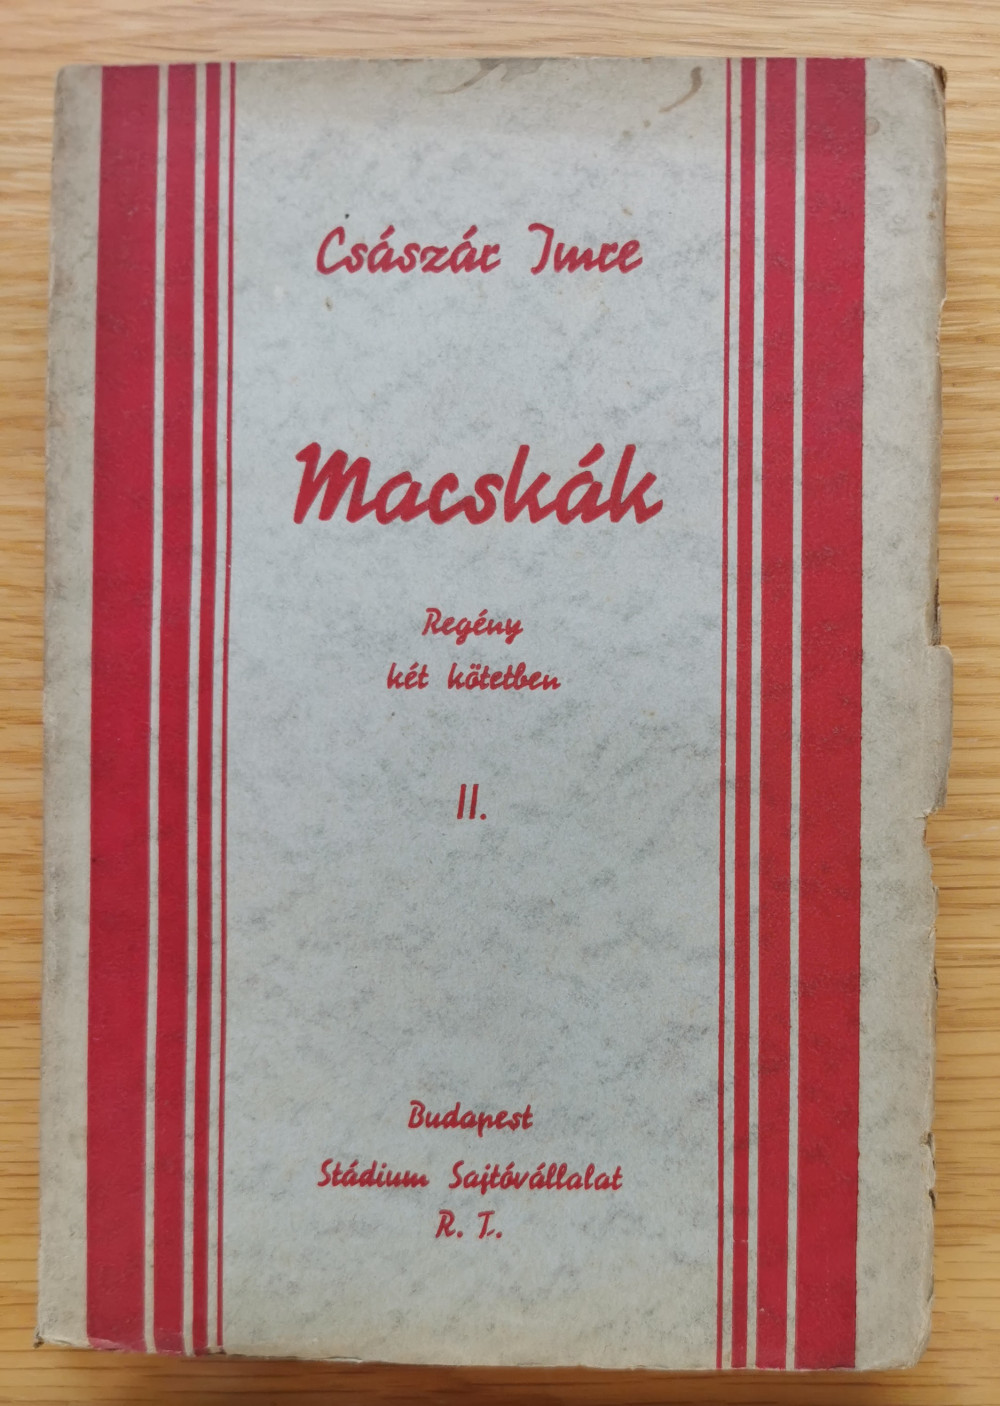 Császár Imre
Macskák
Regény
két kötetben
II.
Budapest
Stádium Sajtóvállalat
R. T.